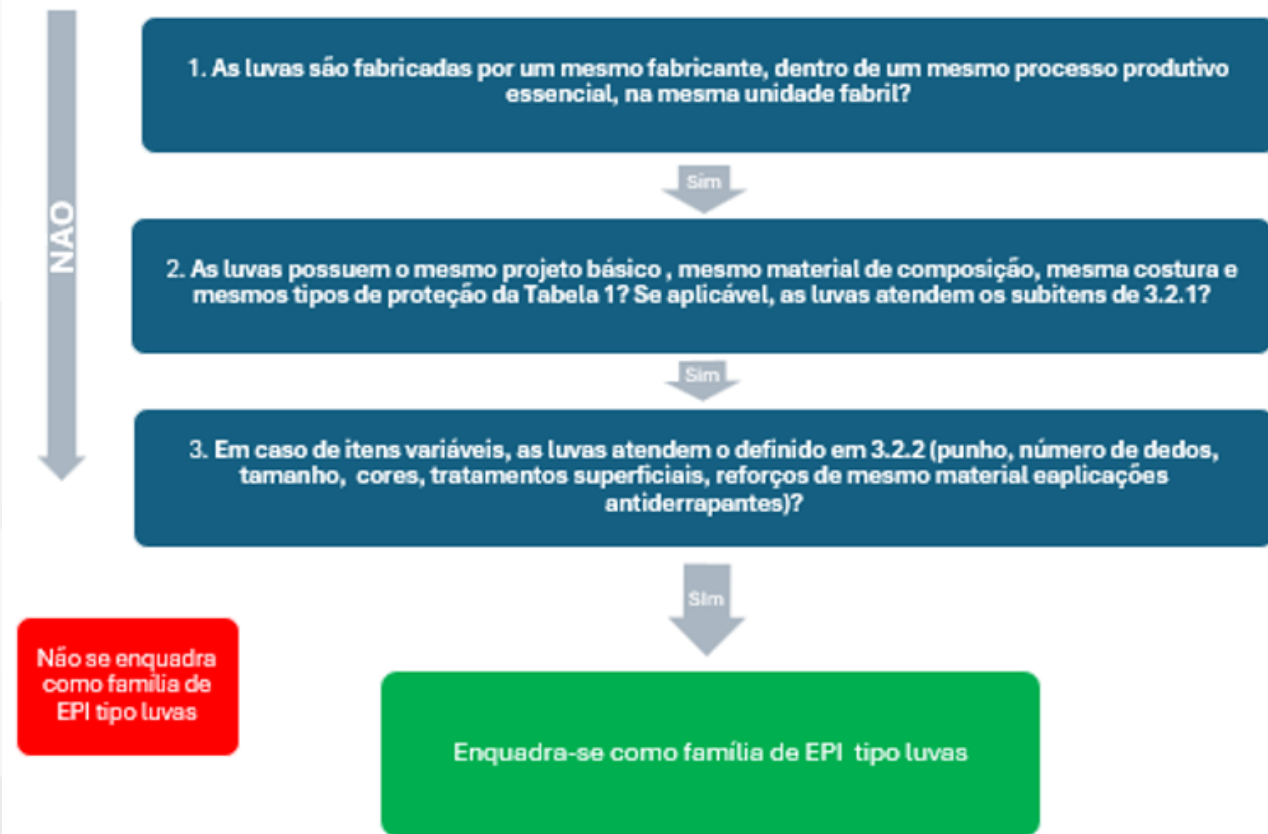 1. As luvas são fabricadas por um mesmo fabricante, dentro de um mesmo processo produtivo
essencial, na mesma unidade fabril?
Sim
NAO
2. As luvas possuem o mesmo projeto básico , mesmo material de composição, mesma costura e
mesmos tipos de proteção da Tabela 1? Se aplicável, as luvas atendem os subitens de 3.2.1?
Sim
3. Em caso de itens variáveis, as luvas atendem o definido em 3.2.2 (punho, número de dedos,
tamanho, cores, tratamentos superficiais, reforços de mesmo material eaplicações
antiderrapantes)?
Sim
Não se enquadra
como família de
EPI tipo luvas
Enquadra-se como família de EPI tipo luvas